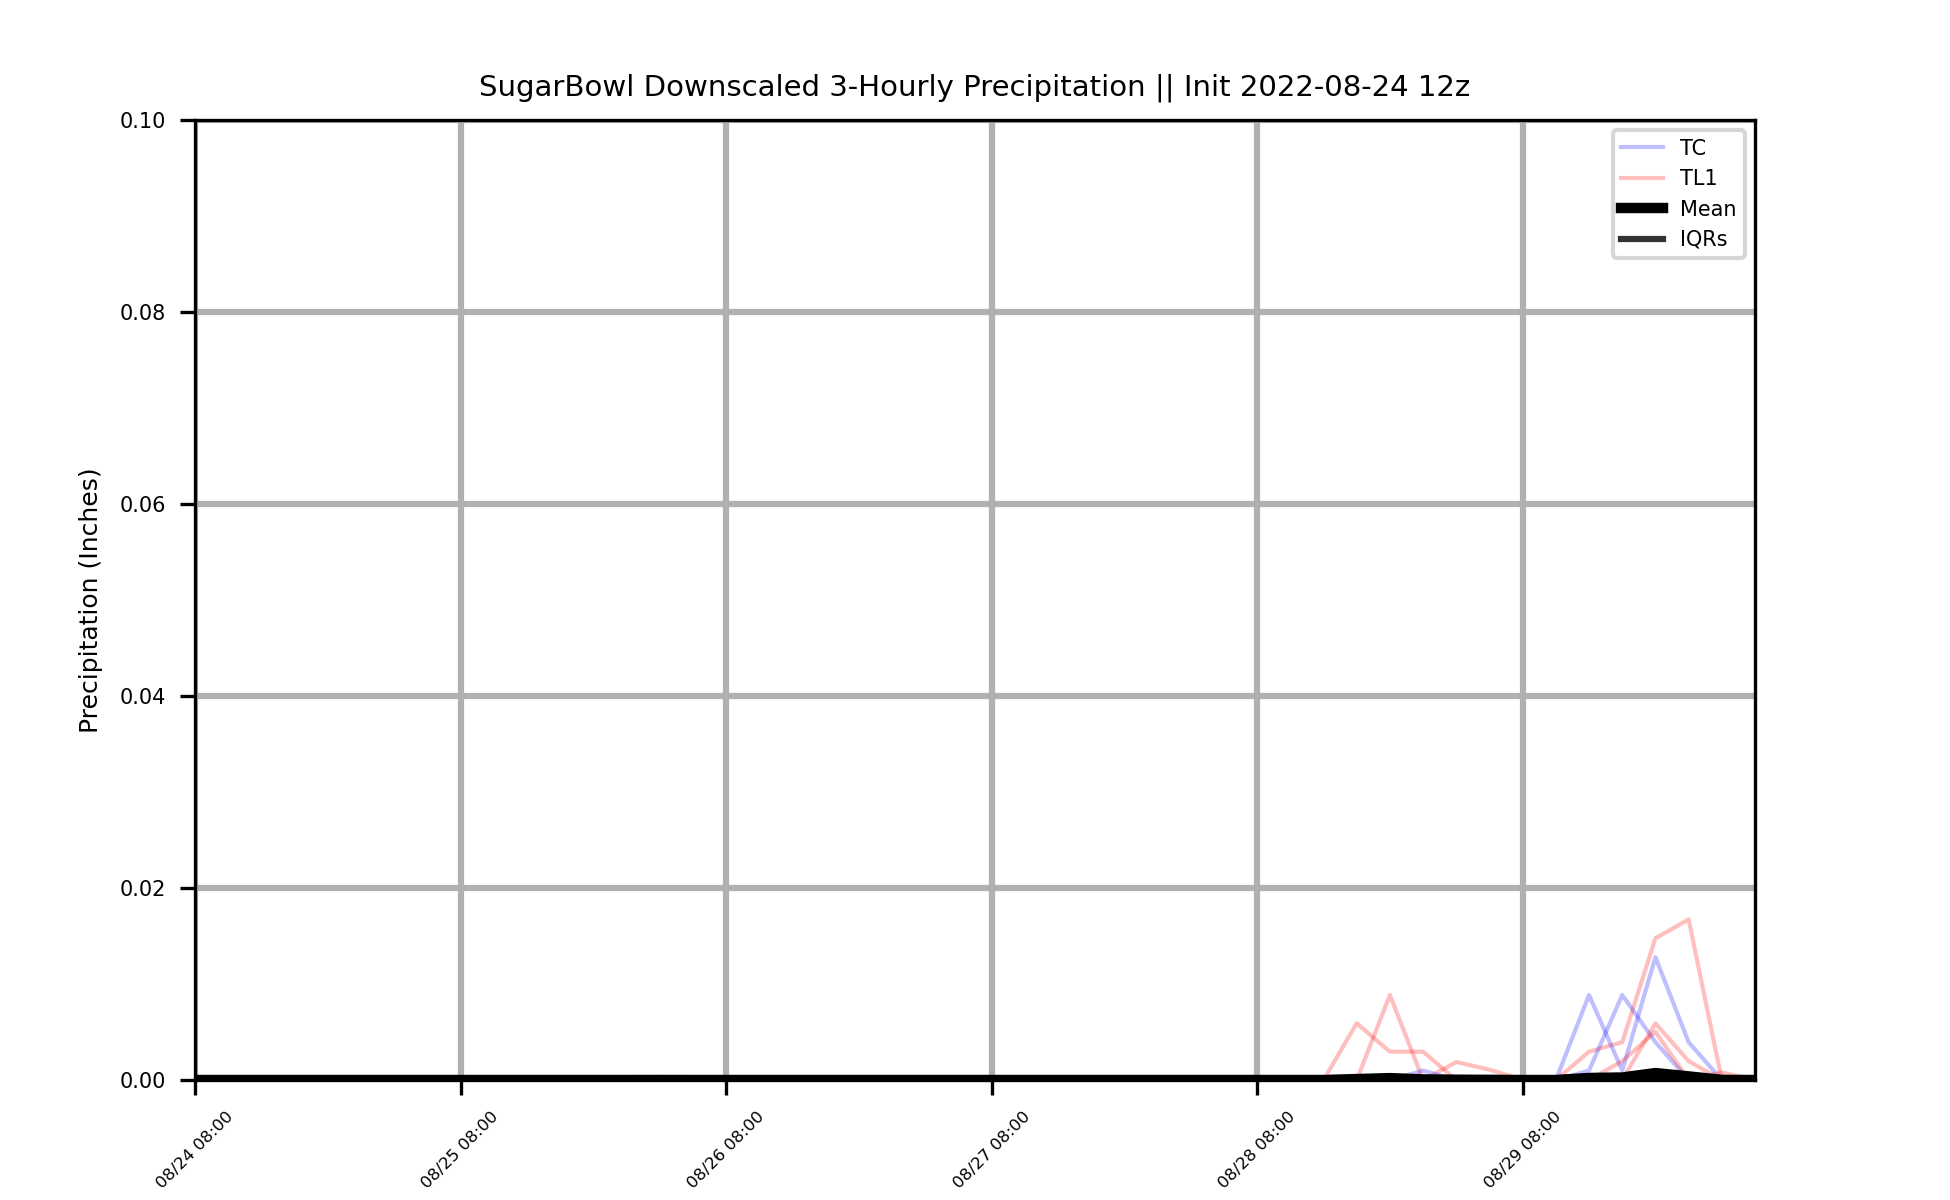 SugarBowl Downscaled 3-Hourly Precipitation || Init 2022-08-24 12z
0.10
0.08
0.06
0.04
0.02
0.00
Precipitation (Inches)
TC
TL1
Mean
IQRs
08/24 08:00
08/25 08:00
08/26 08:00
08/27 08:00
08/28 08:00
08/29 08:00